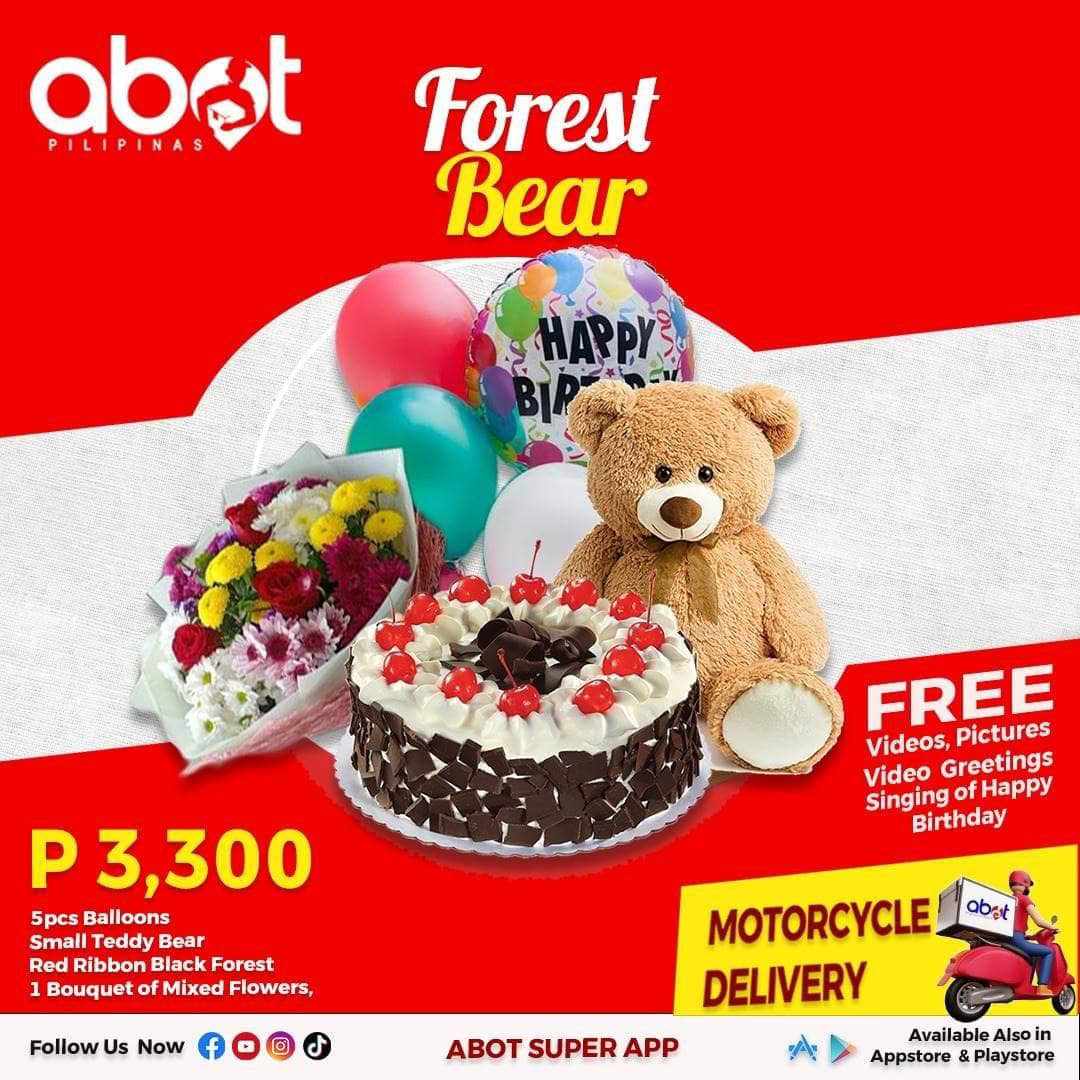 abot
PILIPINAS
Forest
Bear
HAPPY
FREE
Videos, Pictures
Video Greetings
Singing of Happy
Birthday
P 3,300
5pcs Balloons
Small Teddy Bear
Red Ribbon Black Forest
1 Bouquet of Mixed Flowers,
MOTORCYCLE
DELIVERY
abot
Follow Us Now
ABOT SUPER APP
Available Also in
Appstore & Playstore